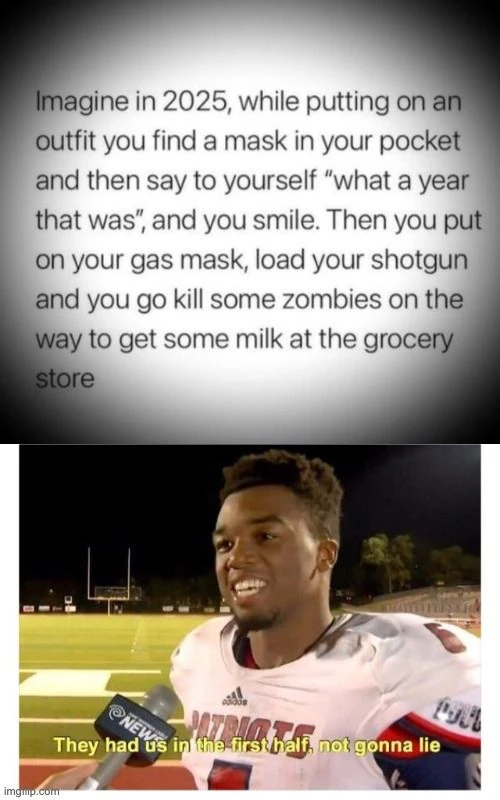 Imagine in 2025, while putting on an
outfit you find a mask in your pocket
and then say to yourself “what a year
that was”, and you smile. Then you put
on your gas mask, load your shotgun
and you go kill some zombies on the
way to get some milk at the grocery
store
adidas
NEWS
PATRIOTS
They had us in the first half, not gonna lie
imgflip.com